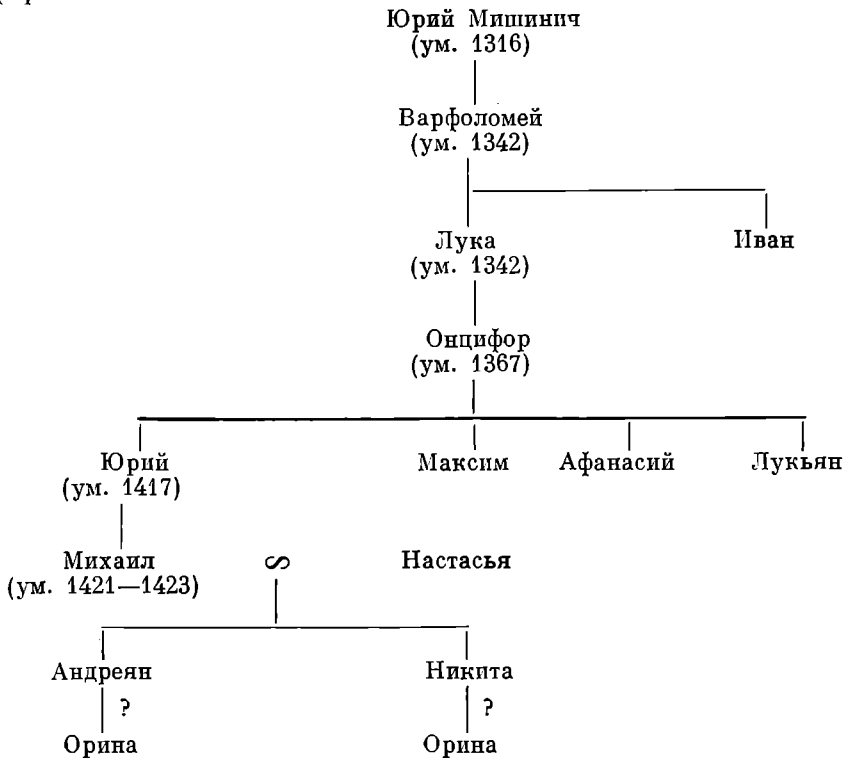 Юрий Мишинич
(ум. 1316)
Варфоломей
(ум. 1342)
Лука Иван
(ум. 1342)
Онцифор
(ум. 1367)
Юрий Максим Афанасий Лукьян
(ум. 1417)
Михаил ∽ Настасья
(ум. 1421—1423)
Андреян Никита
? ?
Орина Орина